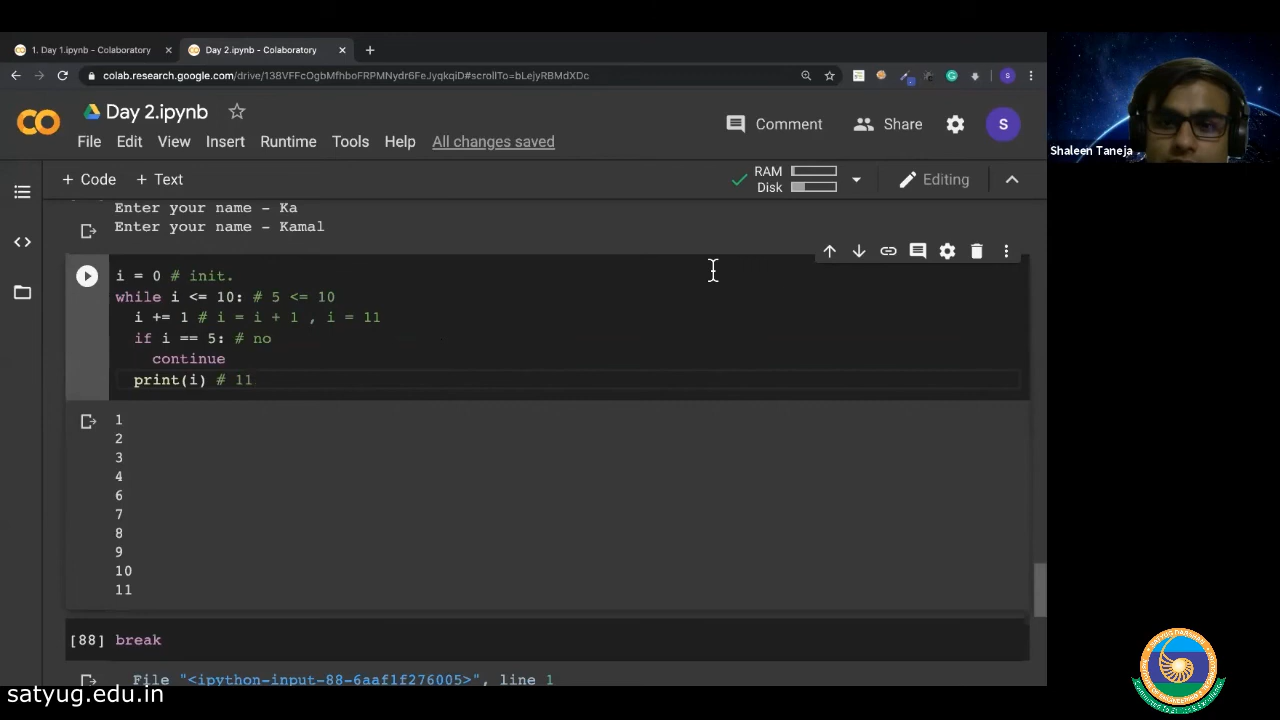 1. Day 1.ipynb - Colaboratory
Day 2.ipynb - Colaboratory
colab.research.google.com/drive/138VFFcOgbMfhboFRPMNydr6FeJyqkqiD#scrollTo=bLejyRBMdXDc
Day 2.ipynb
File Edit View Insert Runtime Tools Help All changes saved
Comment Share S
+ Code + Text
RAM
Disk
Editing
Shaleen Taneja
Enter your name - Ka
Enter your name - Kamal
i = 0 # init.
while i <= 10: # 5 <= 10
i += 1 # i = i + 1 , i = 11
if i == 5: # no
continue
print(i) # 11
1
2
3
4
6
7
8
9
10
11
[88] break
File "<ipython-input-88-6aaf1f276005>", line 1
satyug.edu.in